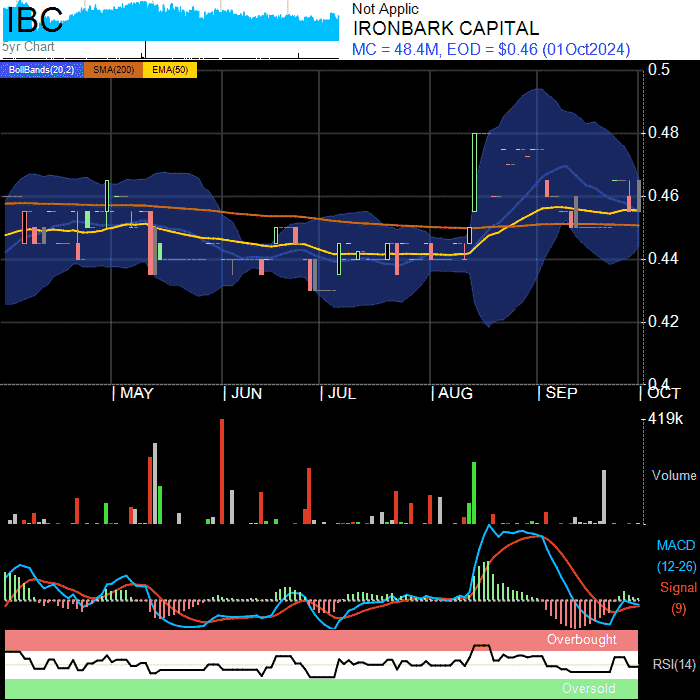 IBC
5yr Chart
Not Applic
IRONBARK CAPITAL
MC = 48.4M, EOD = $0.46 (01Oct2024)
BollBands(20,2) SMA(200) EMA(50)
0.5
0.48
0.46
0.44
0.42
0.4
MAY JUN JUL AUG SEP OCT
419k
Volume
MACD
(12-26)
Signal
(9)
Overbought
RSI(14)
Oversold